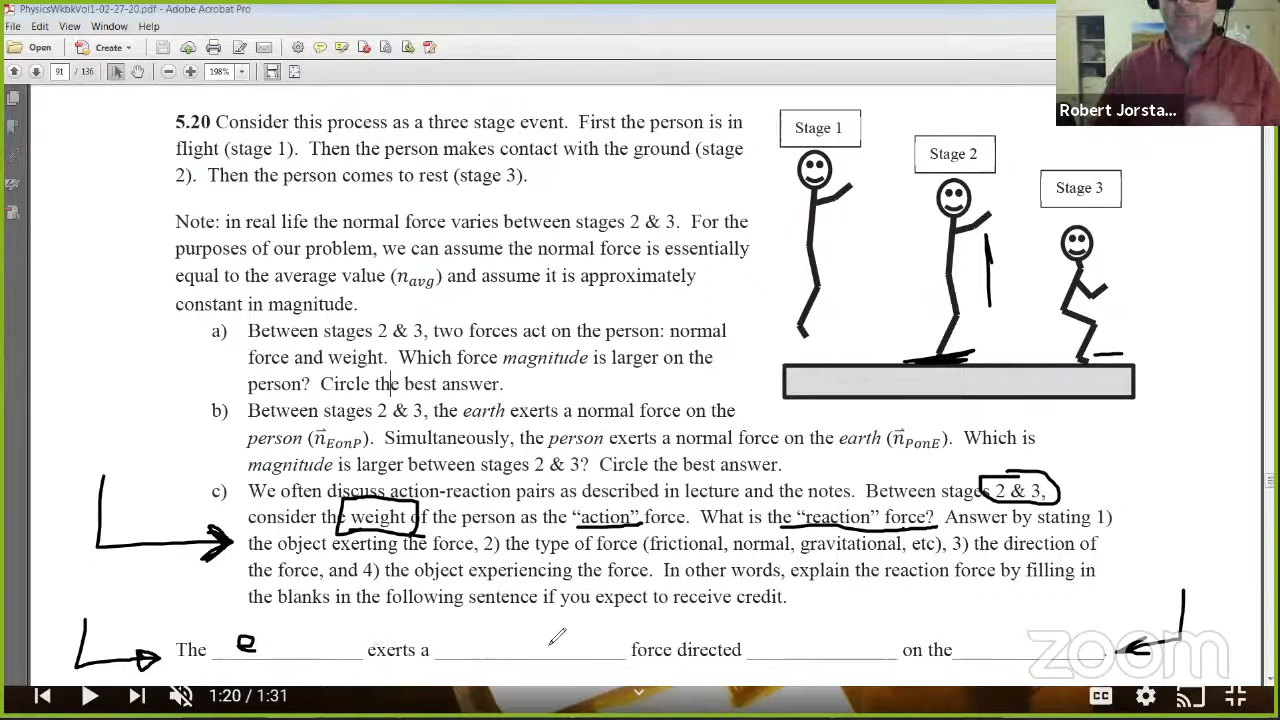 PhysicsWkbkVol1-02-27-20.pdf - Adobe Acrobat Pro
File Edit View Window Help
Open Create
91 / 136 198%
Robert Jorsta...
5.20 Consider this process as a three stage event. First the person is in
flight (stage 1). Then the person makes contact with the ground (stage
2). Then the person comes to rest (stage 3).
Stage 1
Stage 2
Stage 3
Note: in real life the normal force varies between stages 2 & 3. For the
purposes of our problem, we can assume the normal force is essentially
equal to the average value (n_avg) and assume it is approximately
constant in magnitude.
a) Between stages 2 & 3, two forces act on the person: normal
force and weight. Which force magnitude is larger on the
person? Circle the best answer.
b) Between stages 2 & 3, the earth exerts a normal force on the
person (n⃗_EonP). Simultaneously, the person exerts a normal force on the earth (n⃗_PonE). Which is
magnitude is larger between stages 2 & 3? Circle the best answer.
c) We often discuss action-reaction pairs as described in lecture and the notes. Between stages 2 & 3,
consider the weight of the person as the “action” force. What is the “reaction” force? Answer by stating 1)
the object exerting the force, 2) the type of force (frictional, normal, gravitational, etc), 3) the direction of
the force, and 4) the object experiencing the force. In other words, explain the reaction force by filling in
the blanks in the following sentence if you expect to receive credit.
The e exerts a force directed on the .
zoom
1:20 / 1:31
CC